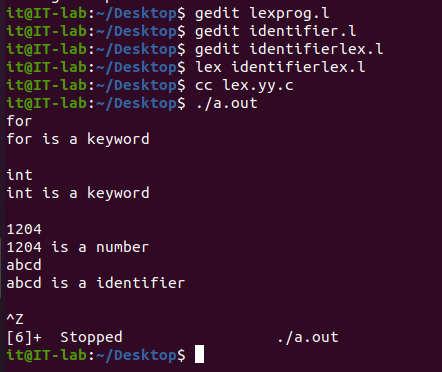 it@IT-lab:~/Desktop$ gedit lexprog.l
it@IT-lab:~/Desktop$ gedit identifier.l
it@IT-lab:~/Desktop$ gedit identifierlex.l
it@IT-lab:~/Desktop$ lex identifierlex.l
it@IT-lab:~/Desktop$ cc lex.yy.c
it@IT-lab:~/Desktop$ ./a.out
for
for is a keyword
int
int is a keyword
1204
1204 is a number
abcd
abcd is a identifier
^Z
[6]+  Stopped                 ./a.out
it@IT-lab:~/Desktop$